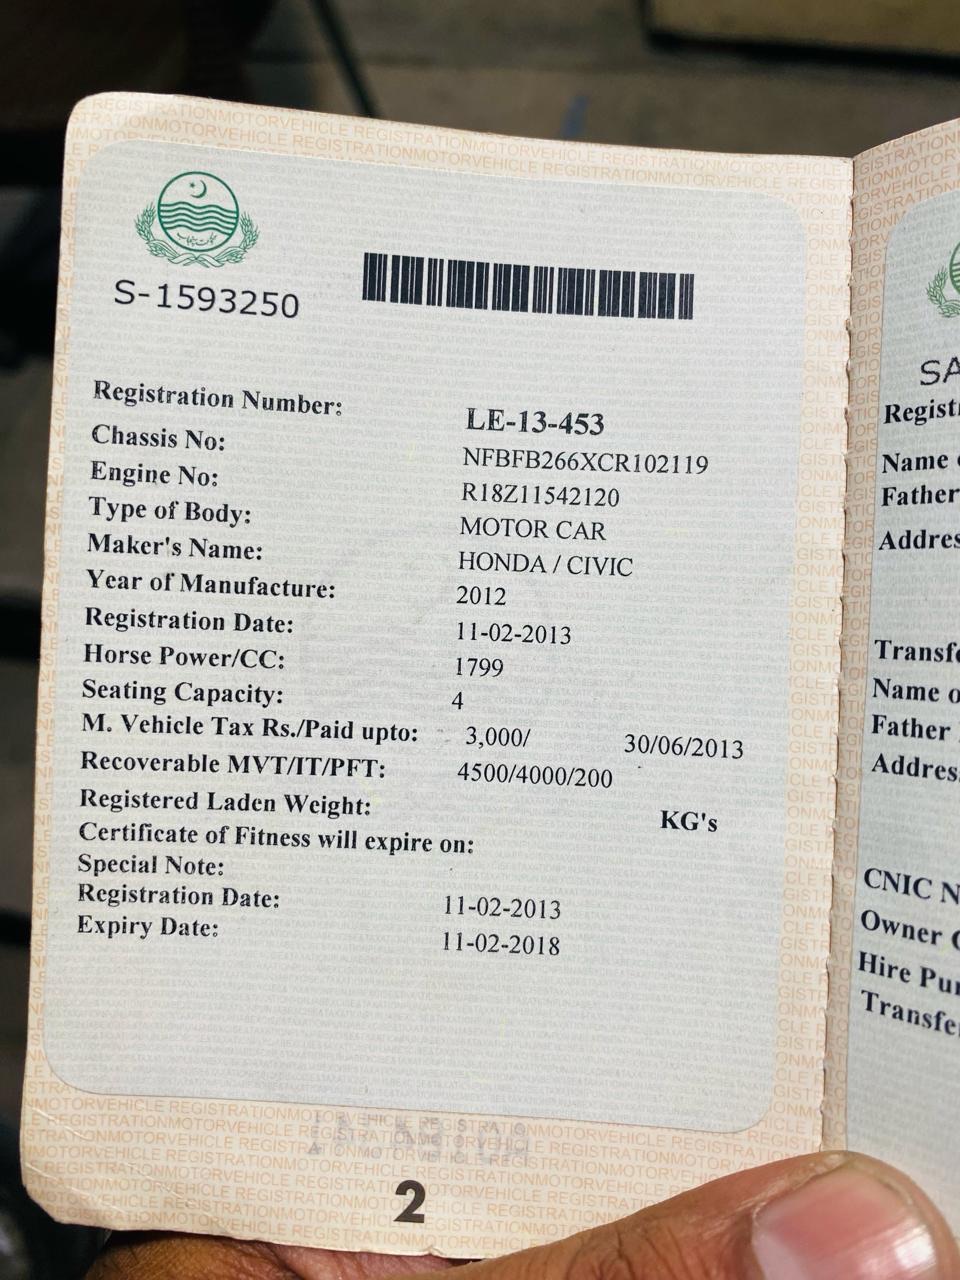 S-1593250
Registration Number: LE-13-453
Chassis No: NFBFB266XCR102119
Engine No: R18Z11542120
Type of Body: MOTOR CAR
Maker's Name: HONDA / CIVIC
Year of Manufacture: 2012
Registration Date: 11-02-2013
Horse Power/CC: 1799
Seating Capacity: 4
M. Vehicle Tax Rs./Paid upto: 3,000/ 30/06/2013
Recoverable MVT/IT/PFT: 4500/4000/200
Registered Laden Weight: KG's
Certificate of Fitness will expire on:
Special Note:
Registration Date: 11-02-2013
Expiry Date: 11-02-2018
2
SA
Regist
Name
Father
Addres
Transfe
Name o
Father
Addres
CNIC N
Owner
Hire Pur
Transfe